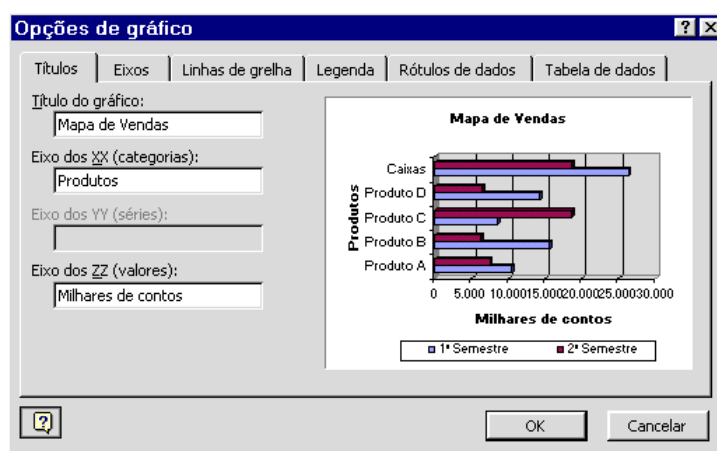 Opções de gráfico
Títulos Eixos Linhas de grelha Legenda Rótulos de dados Tabela de dados
Título do gráfico:
Mapa de Vendas
Eixo dos XX (categorias):
Produtos
Eixo dos YY (séries):
Eixo dos ZZ (valores):
Milhares de contos
Mapa de Vendas
Produtos
Caixas
Produto D
Produto C
Produto B
Produto A
0 5.000 10.000 15.000 20.000 25.000 30.000
Milhares de contos
1º Semestre 2º Semestre
OK Cancelar